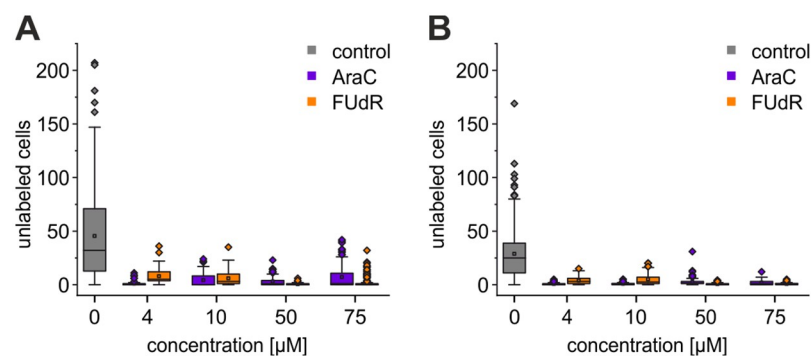 A
B
control
AraC
FUdR
control
AraC
FUdR
unlabeled cells
200
150
100
50
0
unlabeled cells
200
150
100
50
0
0 4 10 50 75
0 4 10 50 75
concentration [µM]
concentration [µM]